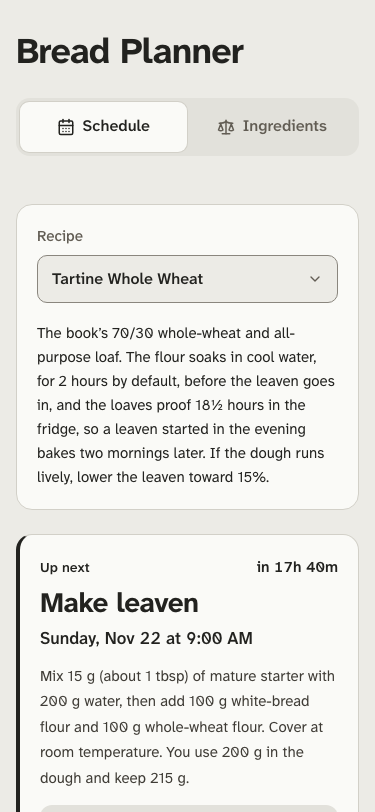 Bread Planner
Schedule
Ingredients
Recipe
Tartine Whole Wheat
The book's 70/30 whole-wheat and all-
purpose loaf. The flour soaks in cool water,
for 2 hours by default, before the leaven goes
in, and the loaves proof 18½ hours in the
fridge, so a leaven started in the evening
bakes two mornings later. If the dough runs
lively, lower the leaven toward 15%.
Up next
in 17h 40m
Make leaven
Sunday, Nov 22 at 9:00 AM
Mix 15 g (about 1 tbsp) of mature starter with
200 g water, then add 100 g white-bread
flour and 100 g whole-wheat flour. Cover at
room temperature. You use 200 g in the
dough and keep 215 g.